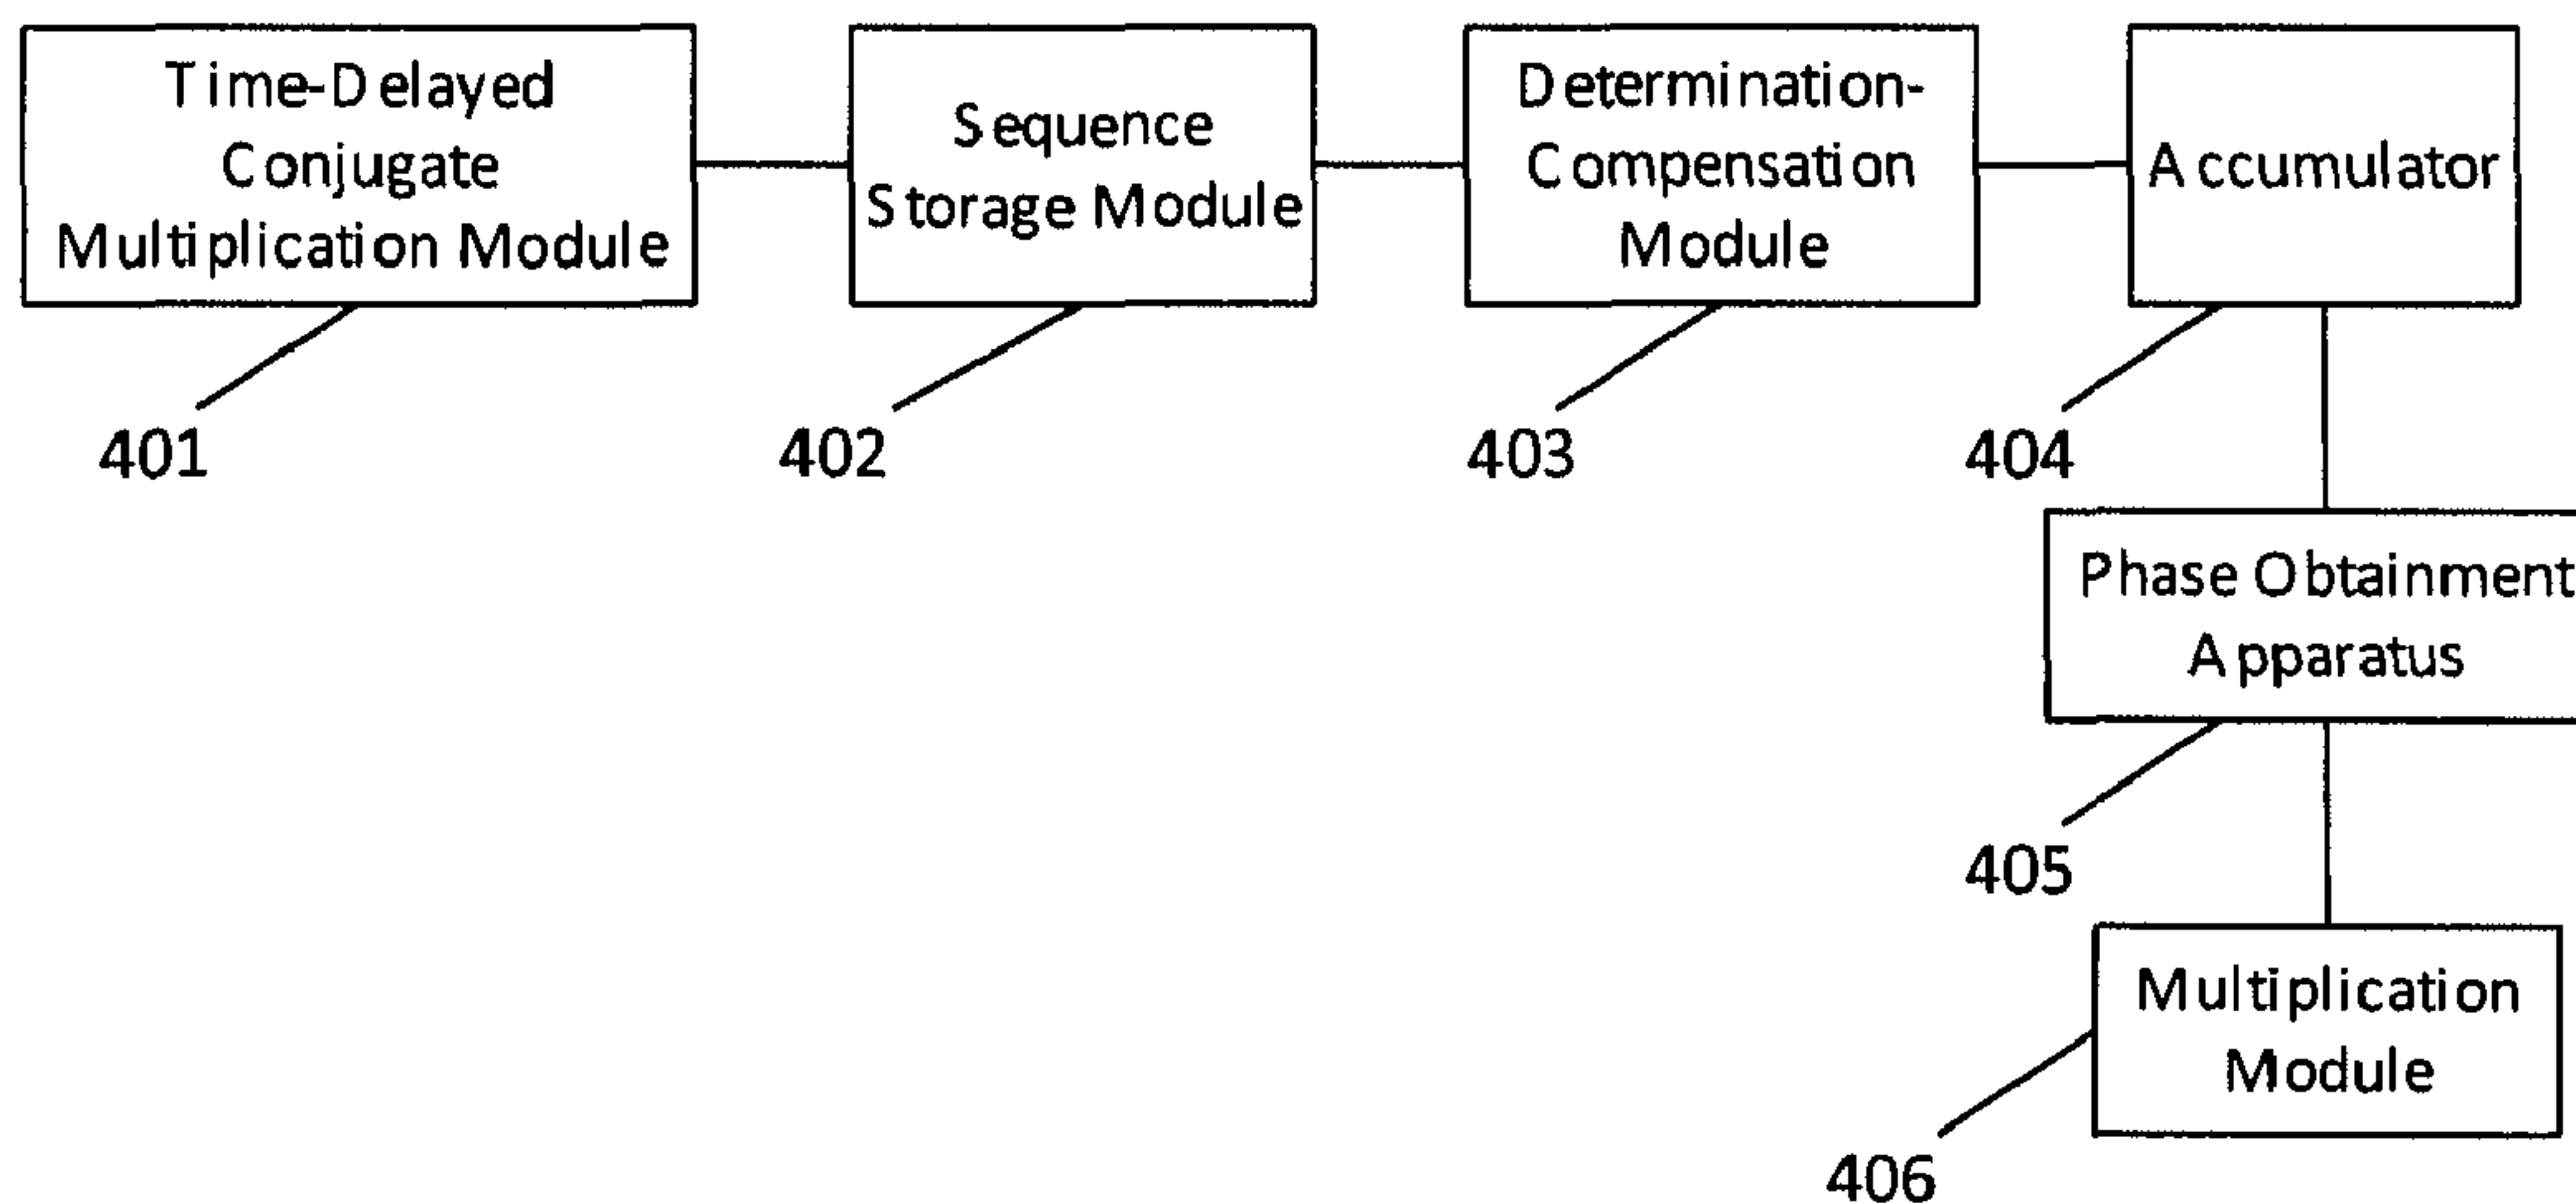 Time-Delayed
Conjugate
Multiplication Module
Sequence
Storage Module
Determination-
Compensation
Module
Accumulator
401
402
403
404
Phase Obtainment
Apparatus
405
Multiplication
Module
406